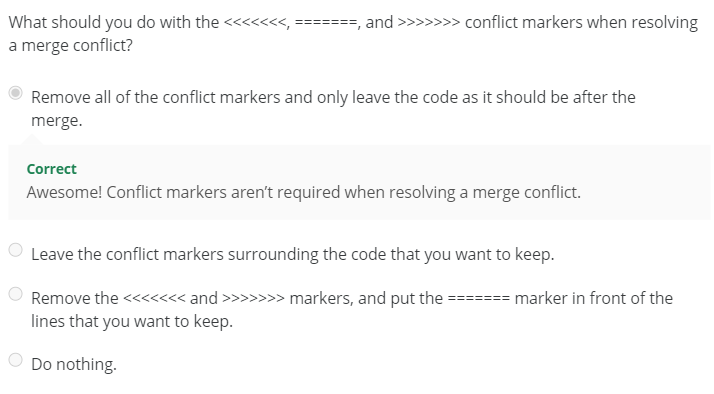 What should you do with the <<<<<<<, =======, and >>>>>>> conflict markers when resolving
a merge conflict?
Remove all of the conflict markers and only leave the code as it should be after the
merge.
Correct
Awesome! Conflict markers aren’t required when resolving a merge conflict.
Leave the conflict markers surrounding the code that you want to keep.
Remove the <<<<<<< and >>>>>>> markers, and put the ======= marker in front of the
lines that you want to keep.
Do nothing.